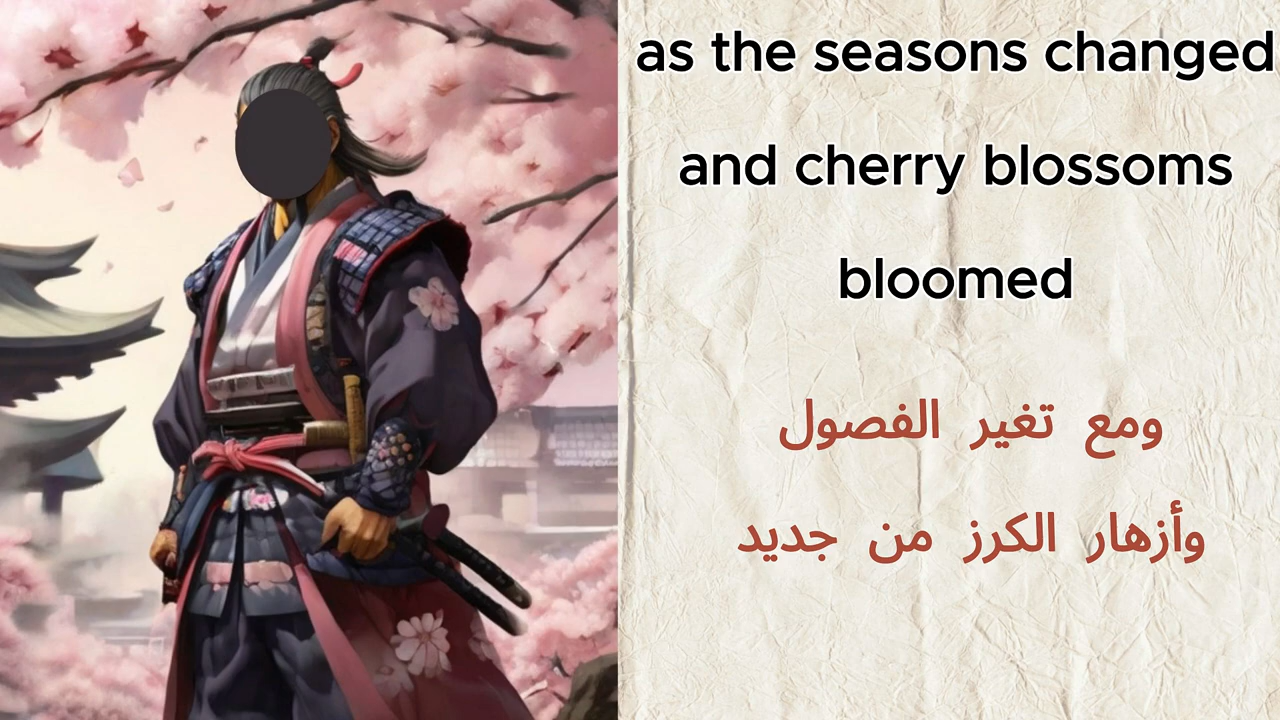 as the seasons changed
and cherry blossoms
bloomed
ومع تغير الفصول
وأزهار الكرز من جديد